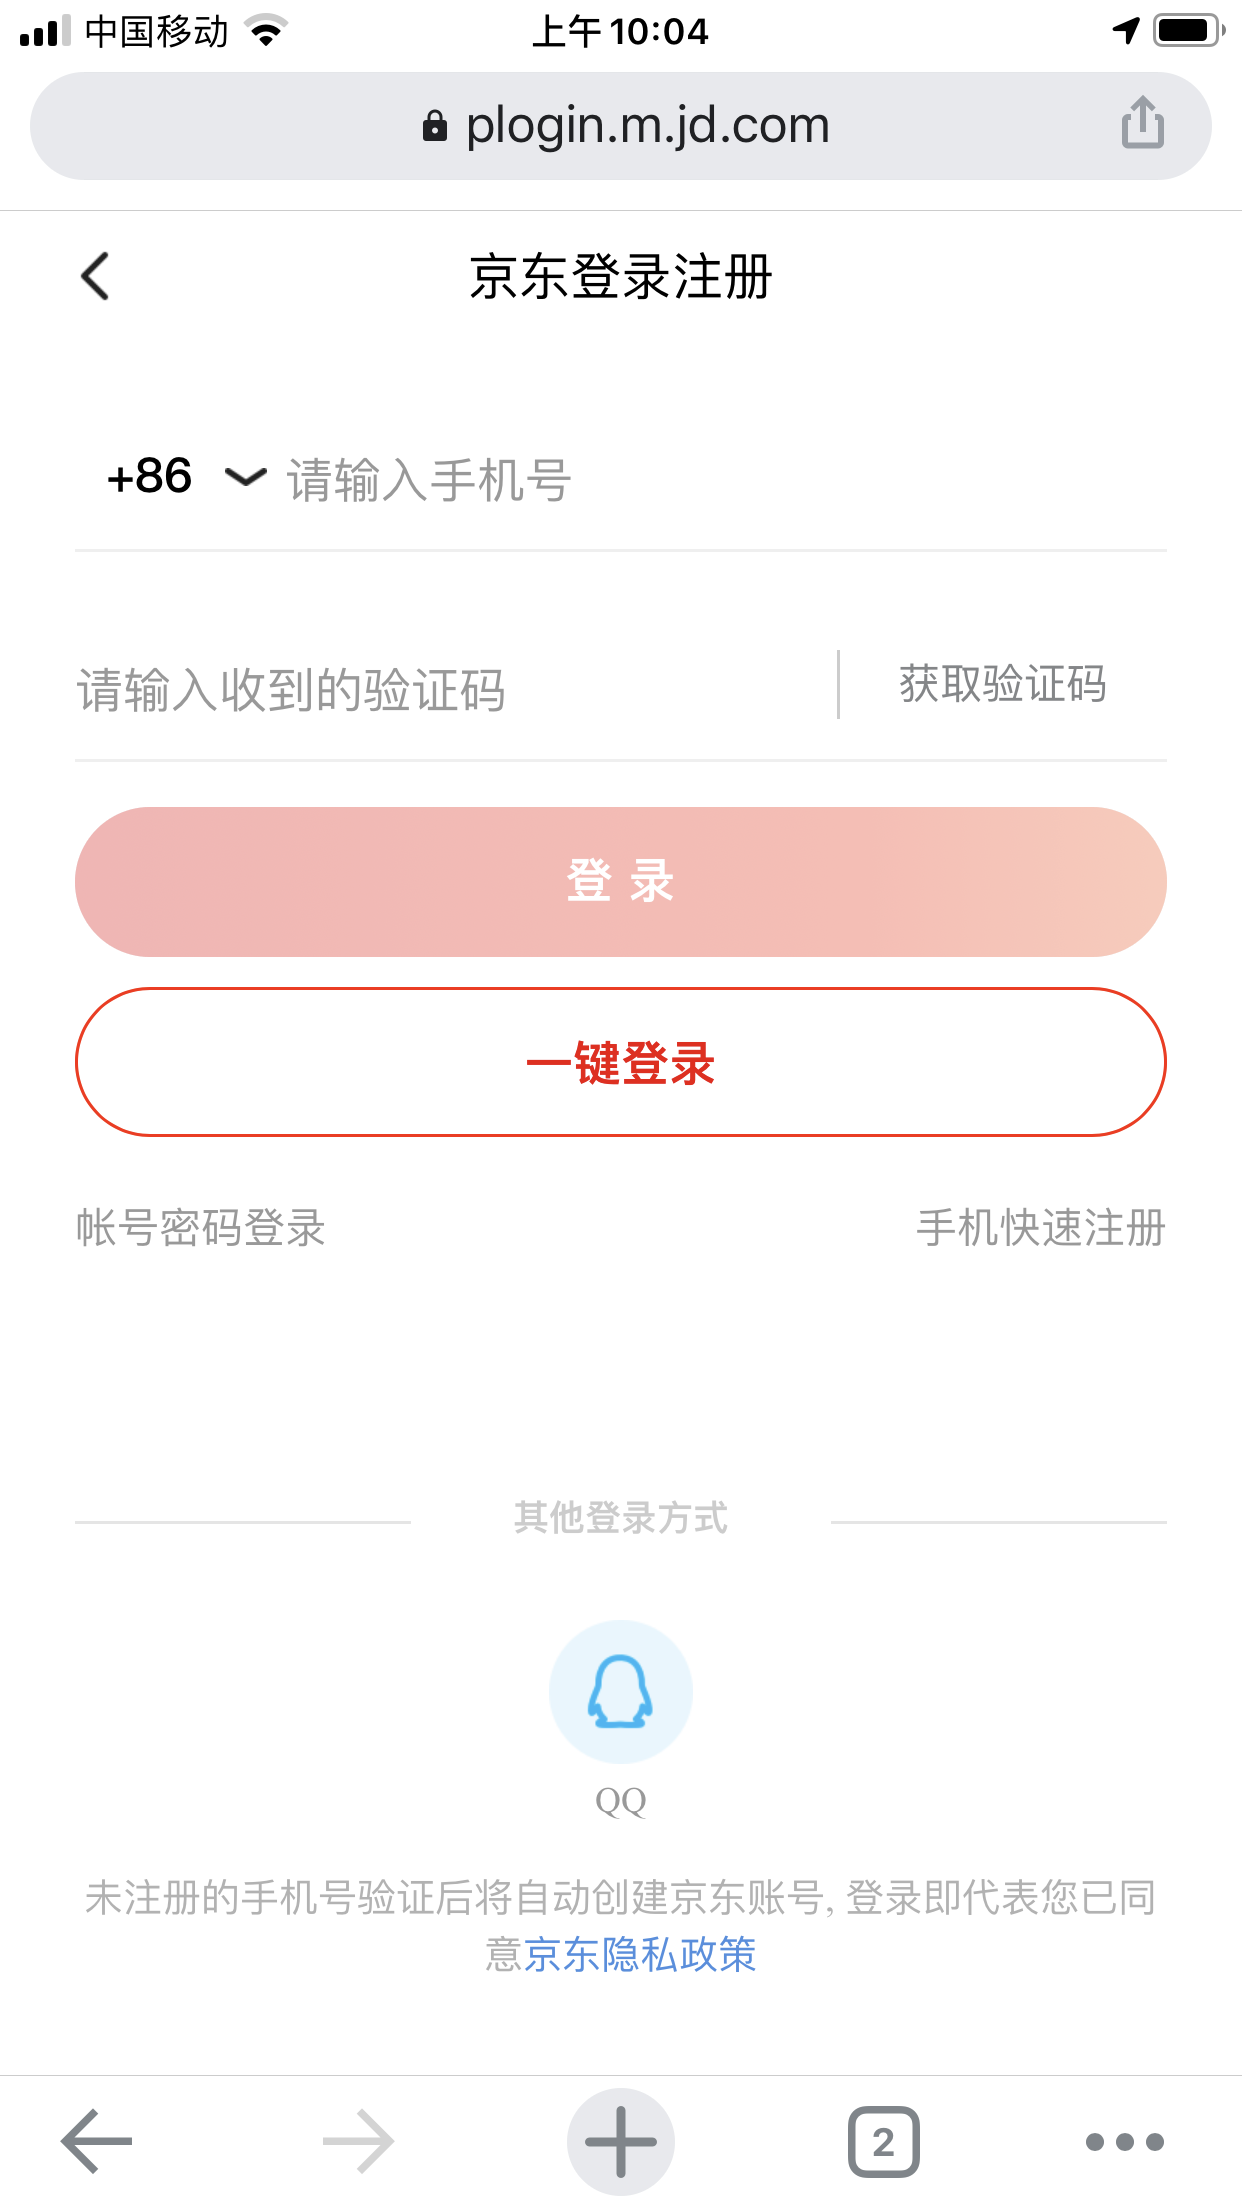 中国移动 上午 10:04
plogin.m.jd.com
京东登录注册
+86 请输入手机号
请输入收到的验证码 获取验证码
登 录
一键登录
帐号密码登录 手机快速注册
其他登录方式
QQ
未注册的手机号验证后将自动创建京东账号, 登录即代表您已同
意京东隐私政策
2